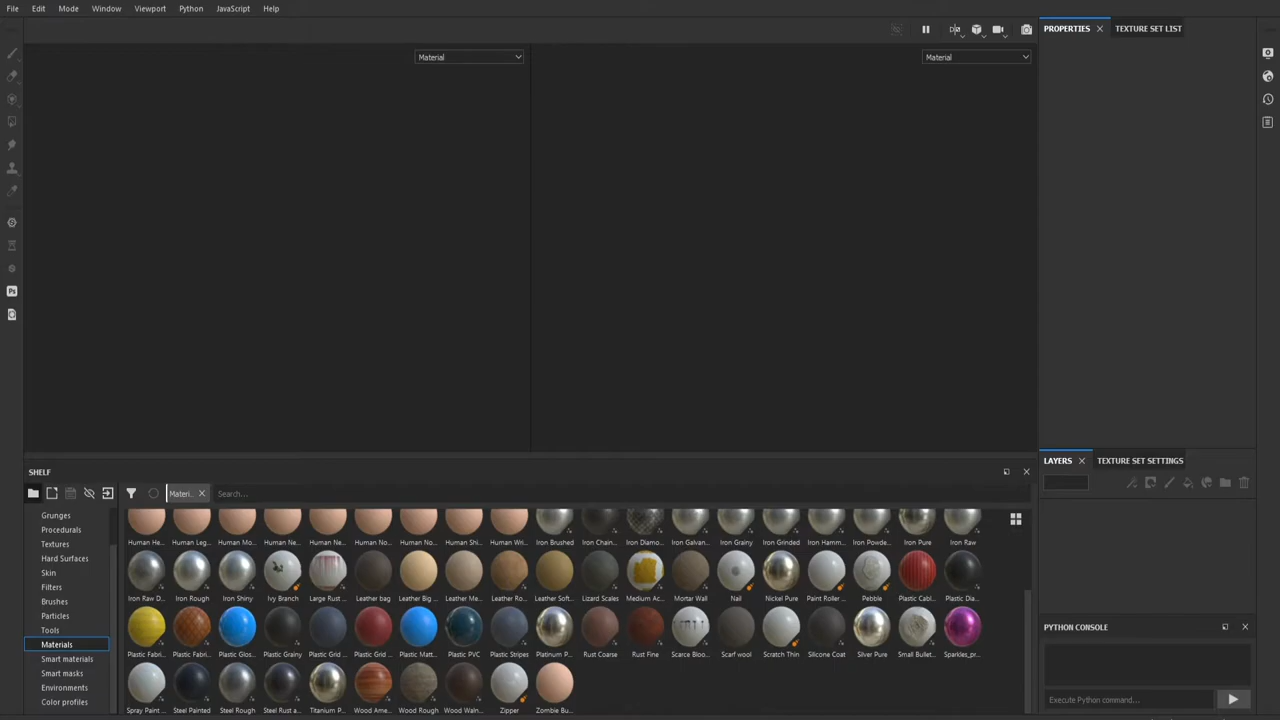 File Edit Mode Window Viewport Python JavaScript Help
Material Material
PROPERTIES TEXTURE SET LIST
Ps
SHELF
Materi... Search...
Grunges
Procedurals
Textures
Hard Surfaces
Skin
Filters
Brushes
Particles
Tools
Materials
Smart materials
Smart masks
Environments
Color profiles
Human He... Human Leg... Human Mo... Human Ne... Human Ne... Human No... Human No... Human Shi... Human Wri... Iron Brushed Iron Chain... Iron Diamo... Iron Galvan... Iron Grainy Iron Grinded Iron Hamm... Iron Powde... Iron Pure Iron Raw
Iron Raw D... Iron Rough Iron Shiny Ivy Branch Large Rust ... Leather bag Leather Big ... Leather Me... Leather Ro... Leather Soft... Lizard Scales Medium Ac... Mortar Wall Nail Nickel Pure Paint Roller ... Pebble Plastic Cabl... Plastic Dia...
Plastic Fabri... Plastic Fabri... Plastic Glos... Plastic Grainy Plastic Grid ... Plastic Grid ... Plastic Matt... Plastic PVC Plastic Stripes Platinum P... Rust Coarse Rust Fine Scarce Bloo... Scarf wool Scratch Thin Silicone Coat Silver Pure Small Bullet... Sparkles_pr...
Spray Paint ... Steel Painted Steel Rough Steel Rust a... Titanium P... Wood Ame... Wood Rough Wood Waln... Zipper Zombie Bu...
LAYERS TEXTURE SET SETTINGS
PYTHON CONSOLE
Execute Python command...